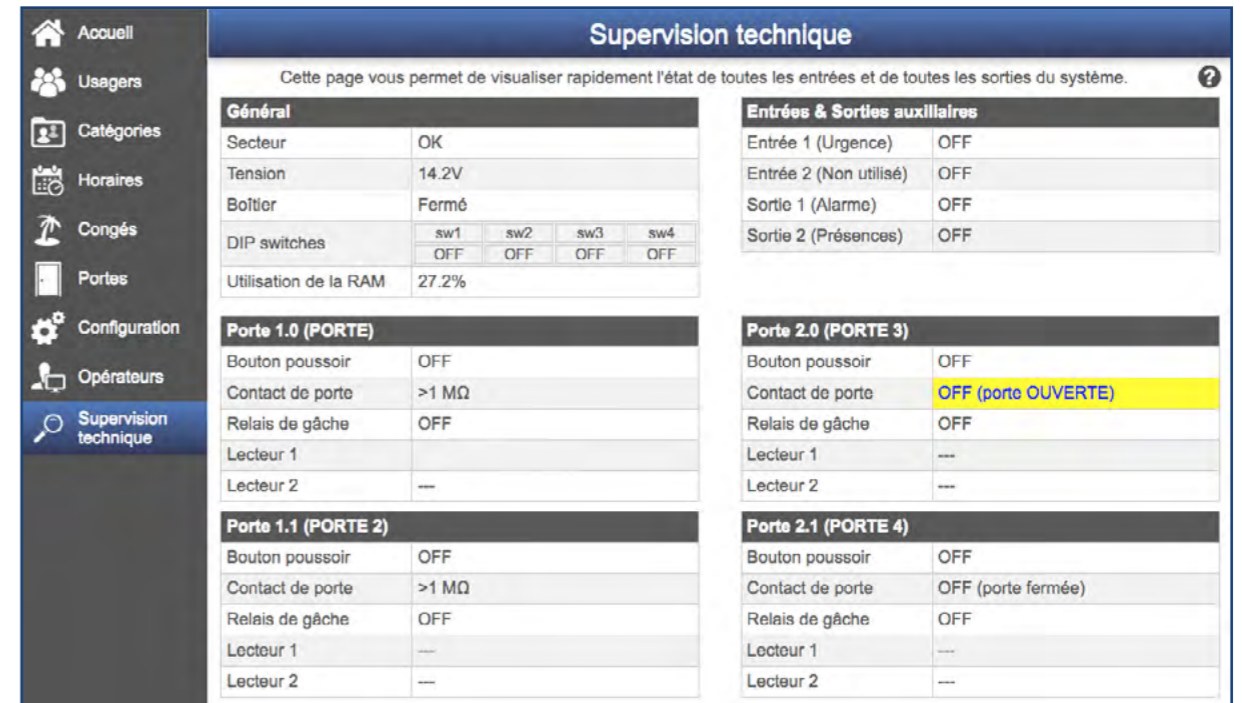 Accueil
Usagers
Catégories
Horaires
Congés
Portes
Configuration
Opérateurs
Supervision
technique
Supervision technique
Cette page vous permet de visualiser rapidement l'état de toutes les entrées et de toutes les sorties du système.
?
Général
Secteur OK
Tension 14.2V
Boîtier Fermé
DIP switches sw1 sw2 sw3 sw4
OFF OFF OFF OFF
Utilisation de la RAM 27.2%
Entrées & Sorties auxiliaires
Entrée 1 (Urgence) OFF
Entrée 2 (Non utilisé) OFF
Sortie 1 (Alarme) OFF
Sortie 2 (Présences) OFF
Porte 1.0 (PORTE)
Bouton poussoir OFF
Contact de porte >1 MΩ
Relais de gâche OFF
Lecteur 1
Lecteur 2 ---
Porte 2.0 (PORTE 3)
Bouton poussoir OFF
Contact de porte OFF (porte OUVERTE)
Relais de gâche OFF
Lecteur 1 ---
Lecteur 2 ---
Porte 1.1 (PORTE 2)
Bouton poussoir OFF
Contact de porte >1 MΩ
Relais de gâche OFF
Lecteur 1 ---
Lecteur 2 ---
Porte 2.1 (PORTE 4)
Bouton poussoir OFF
Contact de porte OFF (porte fermée)
Relais de gâche OFF
Lecteur 1 ---
Lecteur 2 ---